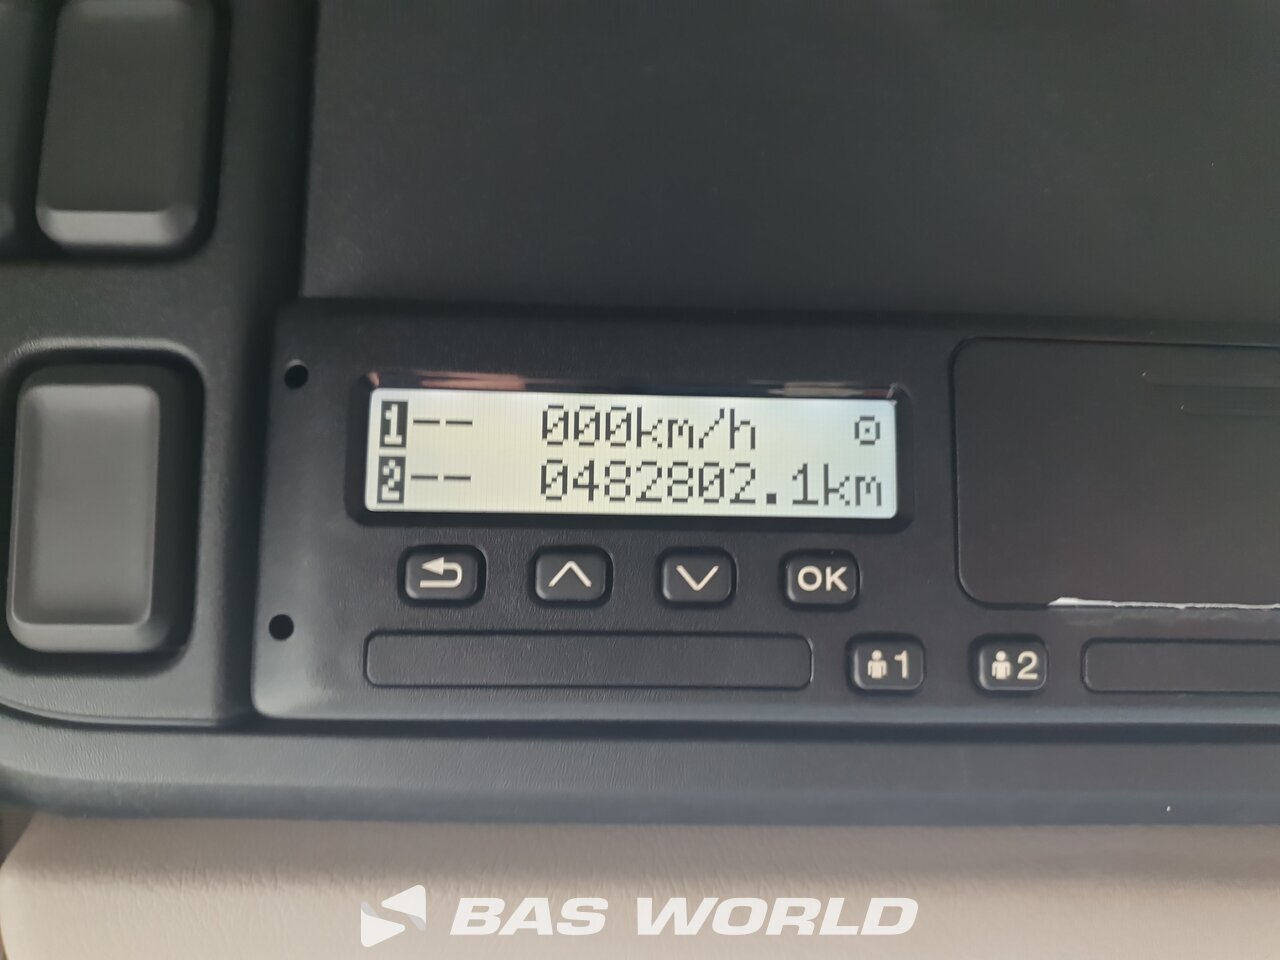 1-- 000km/h
2-- 0482802.1km
OK
1
2
BAS WORLD